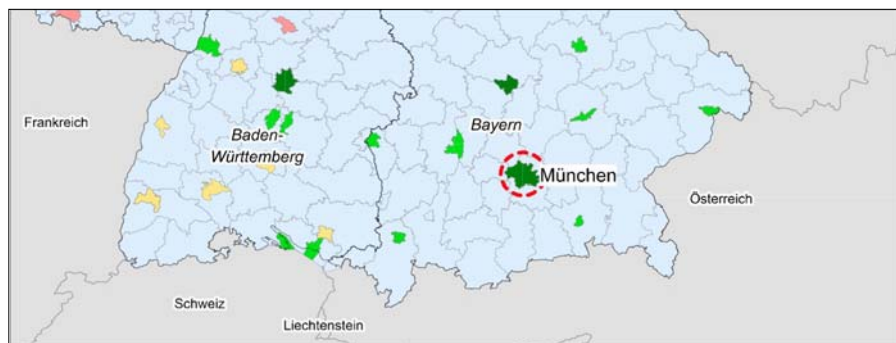 Frankreich
Bayern
Baden-
Württemberg
München
Österreich
Schweiz
Liechtenstein